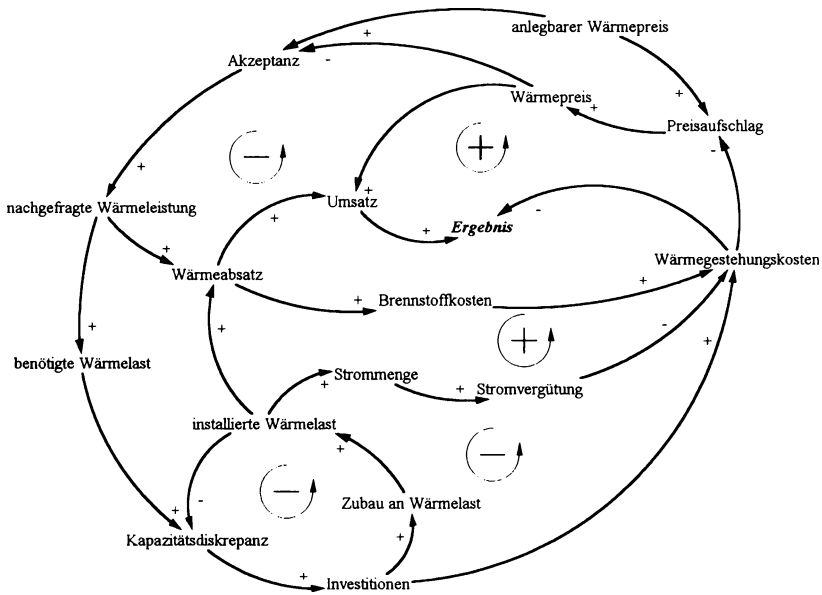 anlegbarer Wärmepreis
+
Akzeptanz
-
Wärmepreis
+
+
Preisaufschlag
-
+
-
+
nachgefragte Wärmeleistung
Umsatz
+
+
+
Ergebnis
-
+
Wärmeabsatz
Wärmegestehungskosten
+
Brennstoffkosten
+
+
+
+
-
+
benötigte Wärmelast
Strommenge
+
+
Stromvergütung
installierte Wärmelast
+
-
-
-
Zubau an Wärmelast
+
+
Kapazitätsdiskrepanz
+
Investitionen